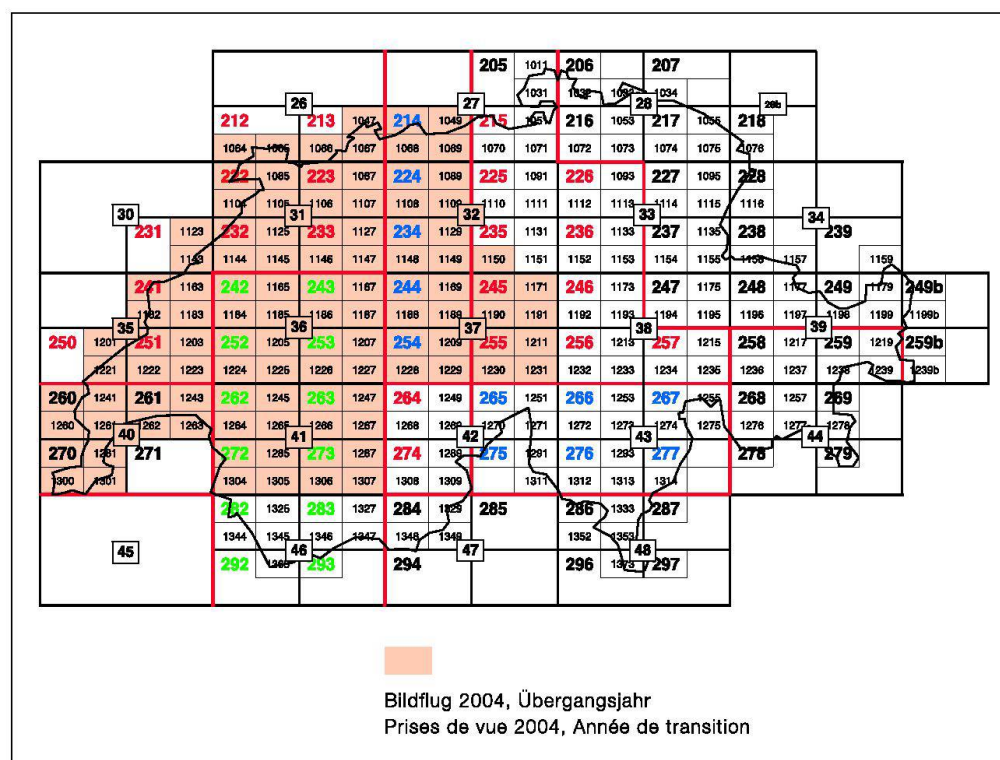 205 1011 206 207
1031 1032 1033 1034
26 27 28
212 213 1047 214 1049 215 1051 216 1053 217 1055 218
1064 1065 1066 1067 1068 1069 1070 1071 1072 1073 1074 1075 1076
222 1085 223 1087 224 1089 225 1091 226 1093 227 1095 228
1104 1105 1106 1107 1108 1109 1110 1111 1112 1113 1114 1115 1116
30 31 32 33 34
231 1123 232 1125 233 1127 234 1129 235 1131 236 1133 237 1135 238 239
1143 1144 1145 1146 1147 1148 1149 1150 1151 1152 1153 1154 1155 1156 1157 1159
241 1163 242 1165 243 1167 244 1169 245 1171 246 1173 247 1175 248 1177 249 1179 249b
1182 1183 1184 1185 1186 1187 1188 1189 1190 1191 1192 1193 1194 1195 1196 1197 1198 1199 1199b
35 36 37 38 39
250 1201 251 1203 252 1205 253 1207 254 1209 255 1211 256 1213 257 1215 258 1217 259 1219 259b
1221 1222 1223 1224 1225 1226 1227 1228 1229 1230 1231 1232 1233 1234 1235 1236 1237 1238 1239 1239b
260 1241 261 1243 262 1245 263 1247 264 1249 265 1251 266 1253 267 1255 268 1257 269
1260 1261 1262 1263 1264 1265 1266 1267 1268 1269 1270 1271 1272 1273 1274 1275 1276 1277 1278
40 41 42 43 44
270 1281 271 272 1285 273 1287 274 1289 275 1291 276 1293 277 278 279
1300 1301 1304 1305 1306 1307 1308 1309 1311 1312 1313 1314
282 1325 283 1327 284 1329 285 286 1333 287
1344 1345 1346 1347 1348 1349 1352 1353
45 46 47 48
292 1365 293 294 296 1373 297
Bildflug 2004, Übergangsjahr
Prises de vue 2004, Année de transition